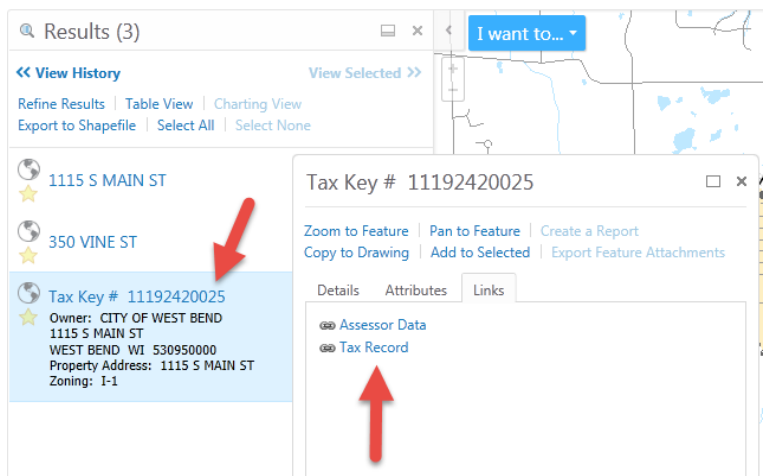 Results (3)
I want to...
View History
View Selected
Refine Results | Table View | Charting View
Export to Shapefile | Select All | Select None
1115 S MAIN ST
350 VINE ST
Tax Key #  11192420025
Owner:  CITY OF WEST BEND
1115 S MAIN ST
WEST BEND  WI  530950000
Property Address:  1115 S MAIN ST
Zoning:  I-1
Tax Key #  11192420025
Zoom to Feature | Pan to Feature | Create a Report
Copy to Drawing | Add to Selected | Export Feature Attachments
Details
Attributes
Links
Assessor Data
Tax Record